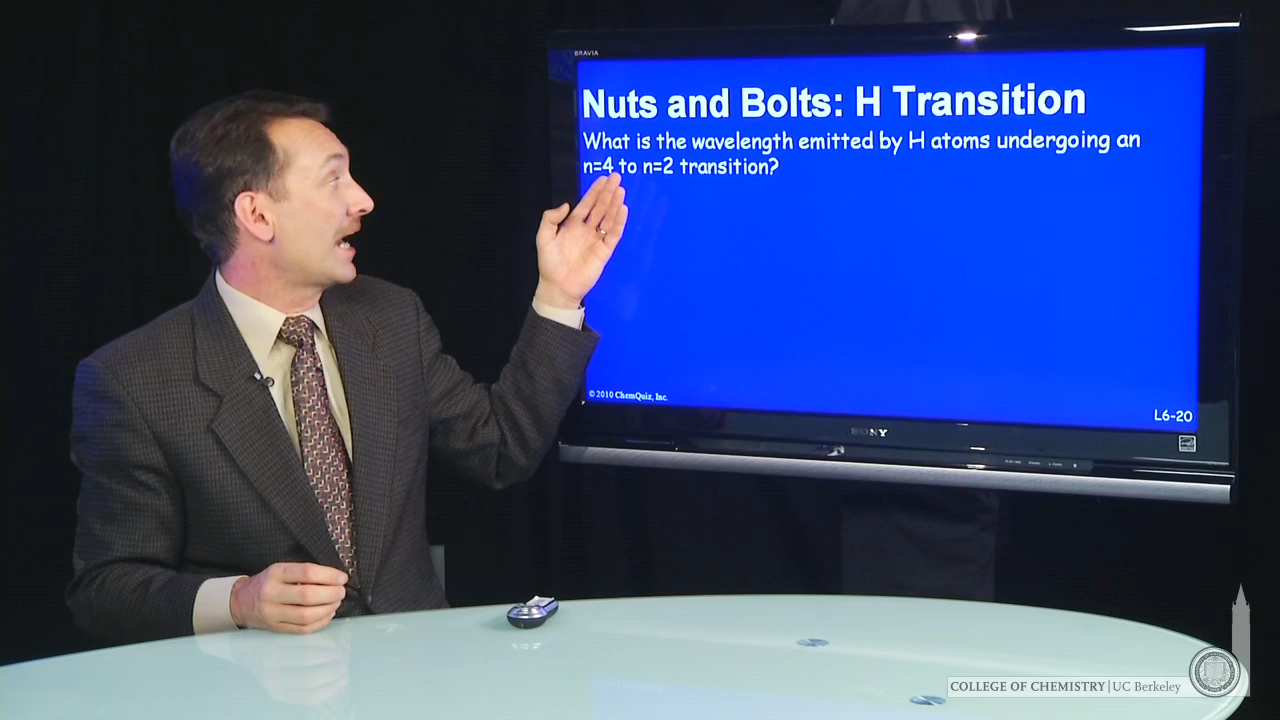 BRAVIA
Nuts and Bolts: H Transition
What is the wavelength emitted by H atoms undergoing an
n=4 to n=2 transition?
© 2010 ChemQuiz, Inc.
L6-20
SONY
COLLEGE OF CHEMISTRY | UC Berkeley